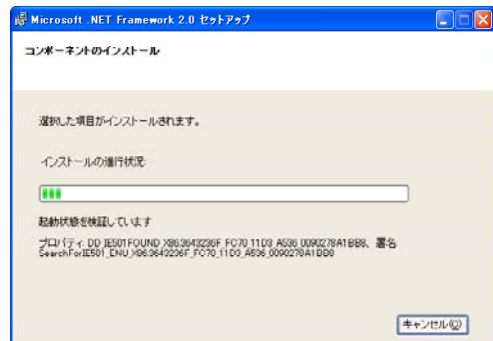 Microsoft .NET Framework 2.0 セットアップ
コンポーネントのインストール
選択した項目がインストールされます。
インストールの進行状況:
起動状態を検証しています
プロパティ: DD_IE501FOUND_X86.3643236F_FC70_11D3_A536_0090278A1BB8、署名
SearchForIE501_ENU_X86.3643236F_FC70_11D3_A536_0090278A1BB8
キャンセル(C)